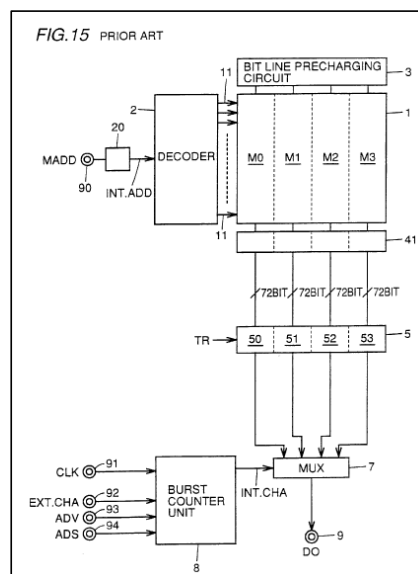 FIG.15 PRIOR ART
BIT LINE PRECHARGING
CIRCUIT
3
11
2
1
20
MADD
90
INT.ADD
DECODER
M0 M1 M2 M3
11
41
72BIT 72BIT 72BIT 72BIT
TR
50 51 52 53
5
CLK
91
EXT.CHA
92
ADV
93
ADS
94
BURST
COUNTER
UNIT
8
INT.CHA
MUX
7
9
DO